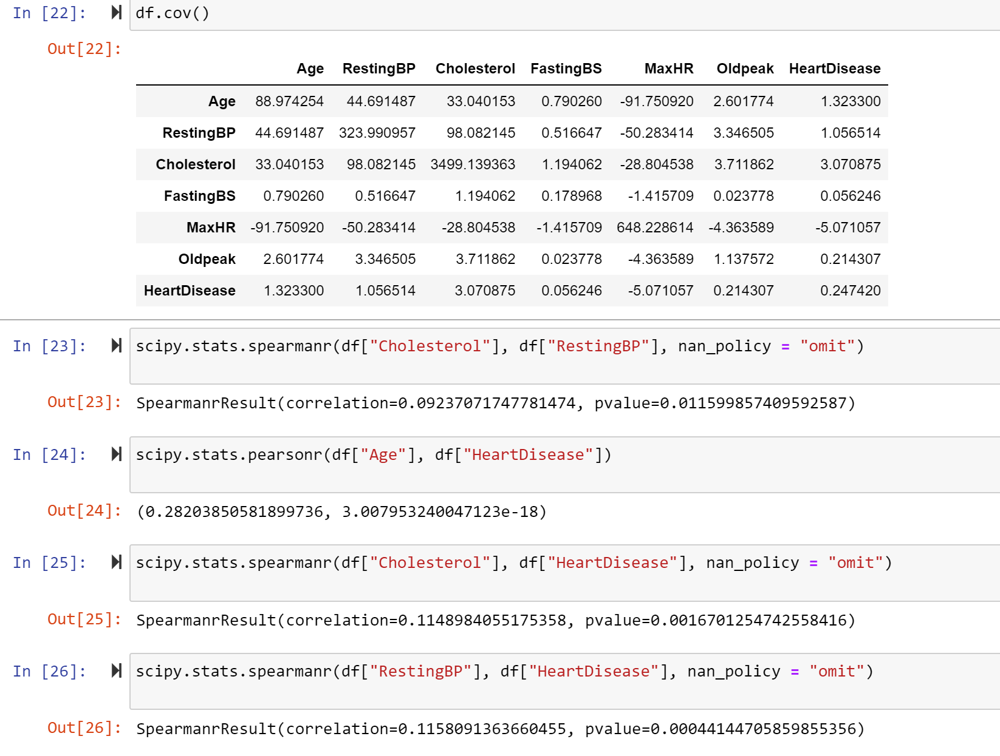 In [22]: df.cov()
Out[22]:
Age RestingBP Cholesterol FastingBS MaxHR Oldpeak HeartDisease
Age 88.974254 44.691487 33.040153 0.790260 -91.750920 2.601774 1.323300
RestingBP 44.691487 323.990957 98.082145 0.516647 -50.283414 3.346505 1.056514
Cholesterol 33.040153 98.082145 3499.139363 1.194062 -28.804538 3.711862 3.070875
FastingBS 0.790260 0.516647 1.194062 0.178968 -1.415709 0.023778 0.056246
MaxHR -91.750920 -50.283414 -28.804538 -1.415709 648.228614 -4.363589 -5.071057
Oldpeak 2.601774 3.346505 3.711862 0.023778 -4.363589 1.137572 0.214307
HeartDisease 1.323300 1.056514 3.070875 0.056246 -5.071057 0.214307 0.247420
In [23]: scipy.stats.spearmanr(df["Cholesterol"], df["RestingBP"], nan_policy = "omit")
Out[23]: SpearmanrResult(correlation=0.09237071747781474, pvalue=0.011599857409592587)
In [24]: scipy.stats.pearsonr(df["Age"], df["HeartDisease"])
Out[24]: (0.28203850581899736, 3.007953240047123e-18)
In [25]: scipy.stats.spearmanr(df["Cholesterol"], df["HeartDisease"], nan_policy = "omit")
Out[25]: SpearmanrResult(correlation=0.1148984055175358, pvalue=0.0016701254742558416)
In [26]: scipy.stats.spearmanr(df["RestingBP"], df["HeartDisease"], nan_policy = "omit")
Out[26]: SpearmanrResult(correlation=0.1158091363660455, pvalue=0.00044144705859855356)